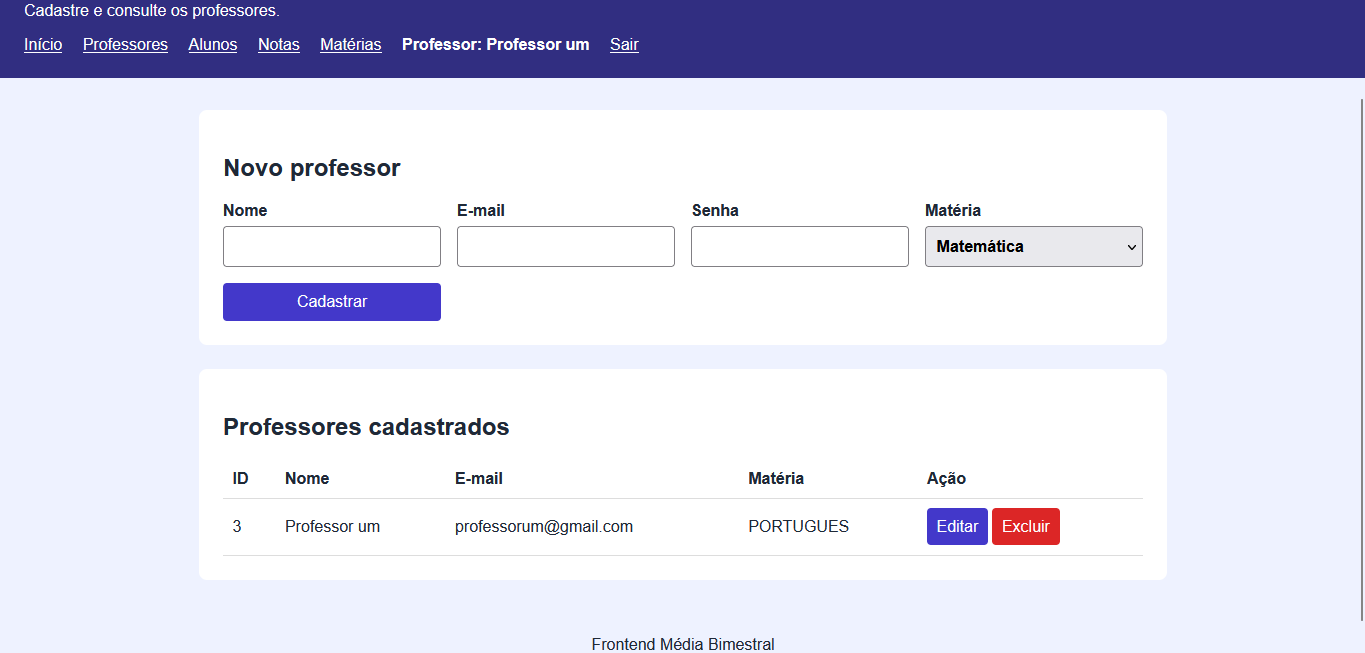 Cadastre e consulte os professores.
Início Professores Alunos Notas Matérias Professor: Professor um Sair
Novo professor
Nome E-mail Senha Matéria
Matemática
Cadastrar
Professores cadastrados
ID Nome E-mail Matéria Ação
3 Professor um professorum@gmail.com PORTUGUES Editar Excluir
Frontend Média Bimestral